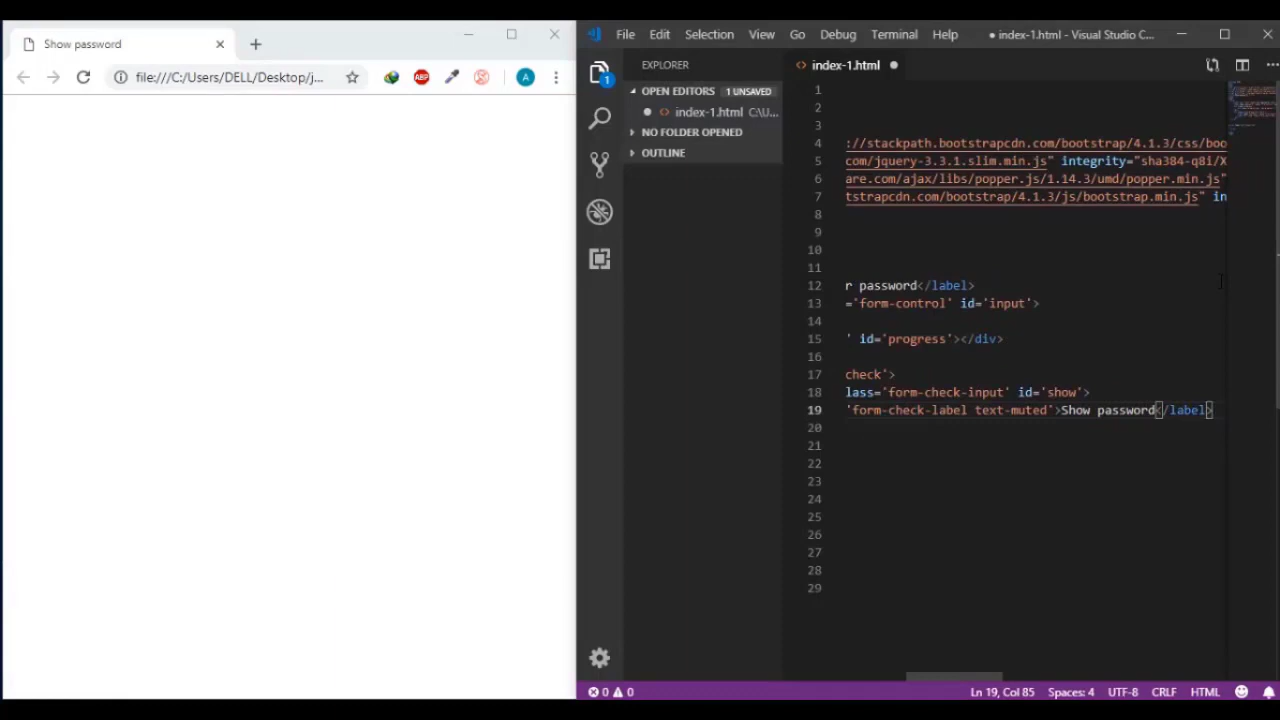 Show password
file:///C:/Users/DELL/Desktop/j...
ABP
A
File Edit Selection View Go Debug Terminal Help
● index-1.html - Visual Studio C...
1
EXPLORER
OPEN EDITORS 1 UNSAVED
index-1.html C:\U...
NO FOLDER OPENED
OUTLINE
index-1.html
1
2
3
4 ://stackpath.bootstrapcdn.com/bootstrap/4.1.3/css/boo
5 com/jquery-3.3.1.slim.min.js" integrity="sha384-q8i/X
6 are.com/ajax/libs/popper.js/1.14.3/umd/popper.min.js"
7 tstrapcdn.com/bootstrap/4.1.3/js/bootstrap.min.js" in
8
9
10
11
12 r password</label>
13 ='form-control' id='input'>
14
15 ' id='progress'></div>
16
17 check'>
18 lass='form-check-input' id='show'>
19 'form-check-label text-muted'>Show password</label>
20
21
22
23
24
25
26
27
28
29
0 0
Ln 19, Col 85 Spaces: 4 UTF-8 CRLF HTML